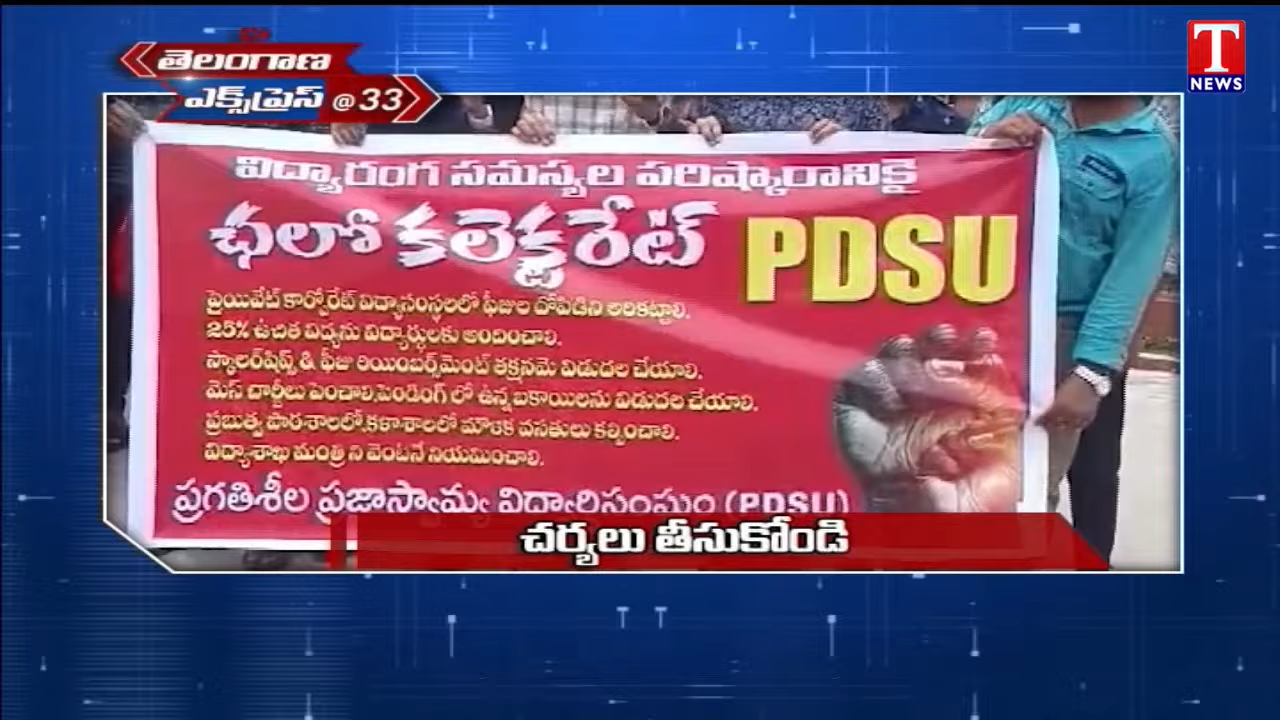 తెలంగాణ
ఎక్స్‌ప్రెస్ @ 33
T
NEWS
విద్యారంగ సమస్యల పరిష్కారానికై
ఛలో కలెక్టరేట్ PDSU
ప్రైయివేట్ కార్పోరేట్ విద్యాసంస్థలలో ఫీజుల దోపిడిని అరికట్టాలి.
25% ఉచిత విద్యను విద్యార్థులకు అందించాలి.
స్కాలర్‌షిప్స్ & ఫీజు రియింబర్స్‌మెంట్ తక్షనమె విడుదల చేయాలి.
మెస్ చార్జీలు పెంచాలి,పెండింగ్ లో ఉన్న బకాయిలను విడుదల చేయాలి.
ప్రభుత్వ పాఠశాలలో,కళాశాలలో మౌళిక వసతులు కల్పించాలి.
విద్యాశాఖ మంత్రి ని వెంటనే నియమించాలి.
ప్రగతిశీల ప్రజాస్వామ్య విద్యార్థిసంఘం (PDSU)
చర్యలు తీసుకోండి